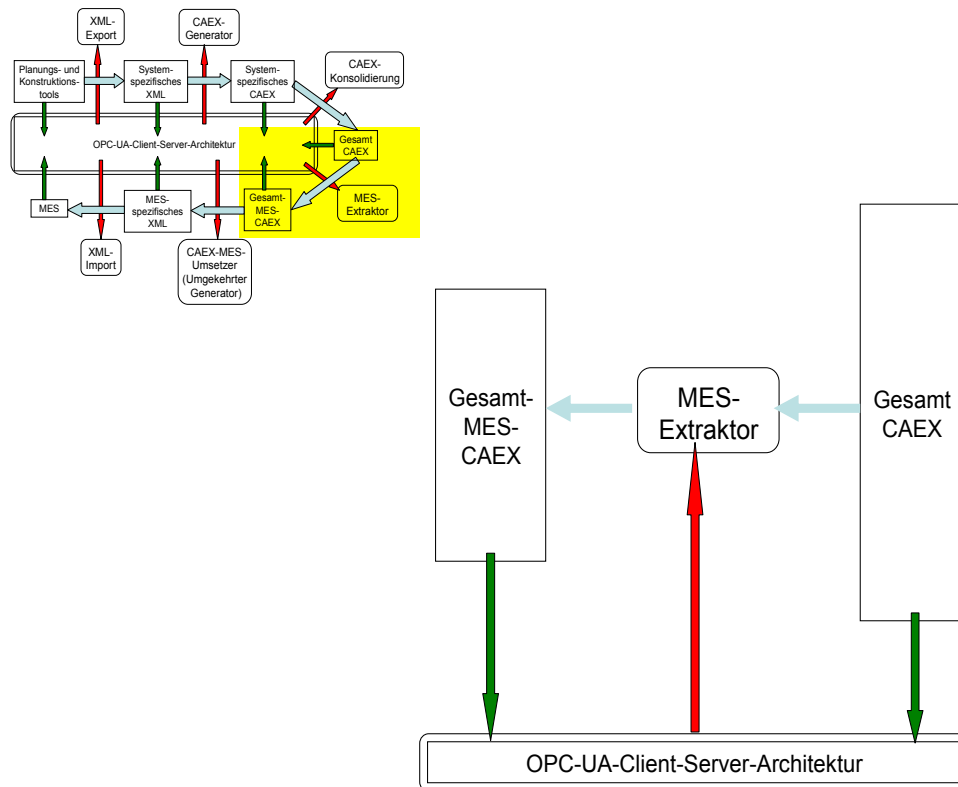 XML-
Export
CAEX-
Generator
Planungs- und
Konstruktions-
tools
System-
spezifisches
XML
System-
spezifisches
CAEX
CAEX-
Konsolidierung
OPC-UA-Client-Server-Architektur
Gesamt
CAEX
MES
MES-
spezifisches
XML
Gesamt-
MES-
CAEX
MES-
Extraktor
XML-
Import
CAEX-MES-
Umsetzer
(Umgekehrter
Generator)
Gesamt-
MES-
CAEX
MES-
Extraktor
Gesamt
CAEX
OPC-UA-Client-Server-Architektur